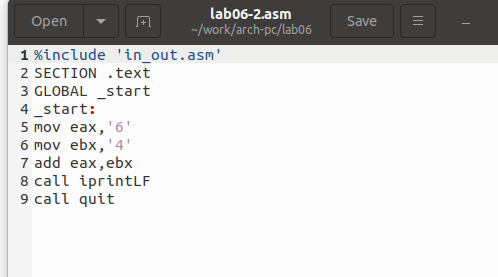 Open
lab06-2.asm
~/work/arch-pc/lab06
Save
1 %include 'in_out.asm'
2 SECTION .text
3 GLOBAL _start
4 _start:
5 mov eax,'6'
6 mov ebx,'4'
7 add eax,ebx
8 call iprintLF
9 call quit